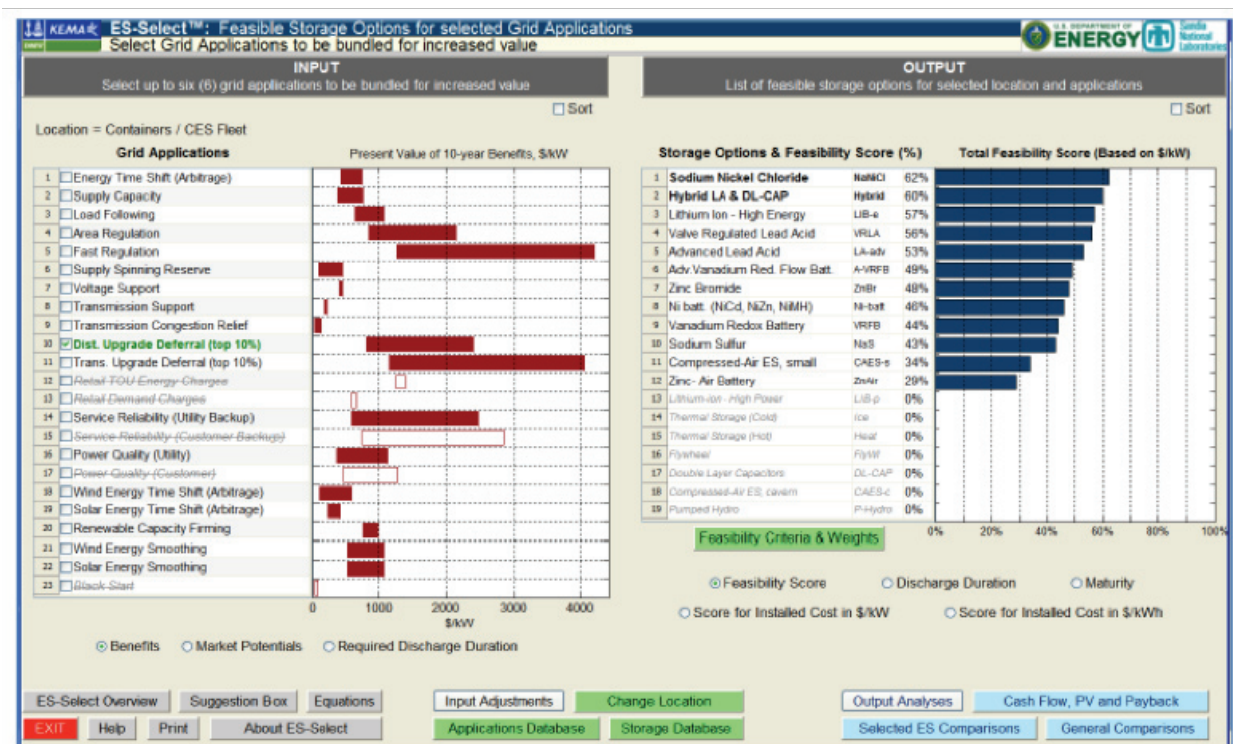 KEMA ES-Select™: Feasible Storage Options for selected Grid Applications
Select Grid Applications to be bundled for increased value
U.S. DEPARTMENT OF ENERGY
Sandia National Laboratories
INPUT
Select up to six (6) grid applications to be bundled for increased value
Sort
Location = Containers / CES Fleet
Grid Applications Present Value of 10-year Benefits, $/kW
1 Energy Time Shift (Arbitrage)
2 Supply Capacity
3 Load Following
4 Area Regulation
5 Fast Regulation
6 Supply Spinning Reserve
7 Voltage Support
8 Transmission Support
9 Transmission Congestion Relief
10 Dist. Upgrade Deferral (top 10%)
11 Trans. Upgrade Deferral (top 10%)
12 Retail TOU Energy Charges
13 Retail Demand Charges
14 Service Reliability (Utility Backup)
15 Service Reliability (Customer Backup)
16 Power Quality (Utility)
17 Power Quality (Customer)
18 Wind Energy Time Shift (Arbitrage)
19 Solar Energy Time Shift (Arbitrage)
20 Renewable Capacity Firming
21 Wind Energy Smoothing
22 Solar Energy Smoothing
23 Black Start
0 1000 2000 3000 4000
$/kW
Benefits Market Potentials Required Discharge Duration
OUTPUT
List of feasible storage options for selected location and applications
Sort
Storage Options & Feasibility Score (%) Total Feasibility Score (Based on $/kW)
1 Sodium Nickel Chloride NaNiCl 62%
2 Hybrid LA & DL-CAP Hybrid 60%
3 Lithium Ion - High Energy LIB-e 57%
4 Valve Regulated Lead Acid VRLA 56%
5 Advanced Lead Acid LA-adv 53%
6 Adv.Vanadium Red. Flow Batt. A-VRFB 49%
7 Zinc Bromide ZnBr 48%
8 Ni batt. (NiCd, NiZn, NiMH) Ni-batt 46%
9 Vanadium Redox Battery VRFB 44%
10 Sodium Sulfur NaS 43%
11 Compressed-Air ES, small CAES-s 34%
12 Zinc- Air Battery ZnAir 29%
13 Lithium-ion - High Power LIB-p 0%
14 Thermal Storage (Cold) Ice 0%
15 Thermal Storage (Hot) Heat 0%
16 Flywheel FlyWl 0%
17 Double Layer Capacitors DL-CAP 0%
18 Compressed-Air ES, cavern CAES-c 0%
19 Pumped Hydro P-Hydro 0%
0% 20% 40% 60% 80% 100%
Feasibility Criteria & Weights
Feasibility Score Discharge Duration Maturity
Score for Installed Cost in $/kW Score for Installed Cost in $/kWh
ES-Select Overview Suggestion Box Equations Input Adjustments Change Location Output Analyses Cash Flow, PV and Payback
EXIT Help Print About ES-Select Applications Database Storage Database Selected ES Comparisons General Comparisons